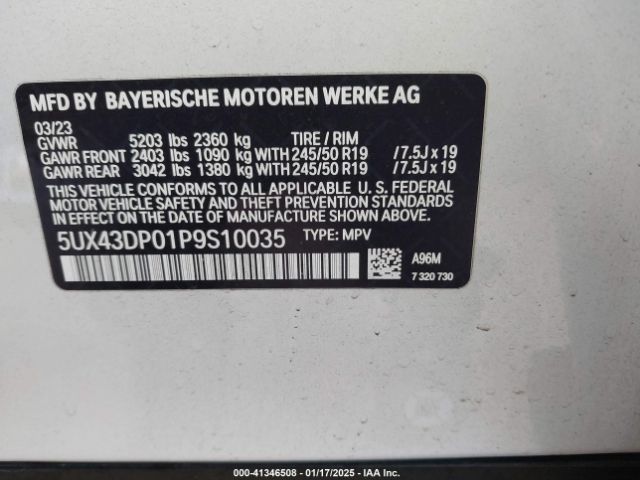 MFD BY BAYERISCHE MOTOREN WERKE AG
03/23
GVWR 5203 lbs 2360 kg TIRE / RIM
GAWR FRONT 2403 lbs 1090 kg WITH 245/50 R19 / 7.5J x 19
GAWR REAR 3042 lbs 1380 kg WITH 245/50 R19 / 7.5J x 19
THIS VEHICLE CONFORMS TO ALL APPLICABLE U. S. FEDERAL
MOTOR VEHICLE SAFETY AND THEFT PREVENTION STANDARDS
IN EFFECT ON THE DATE OF MANUFACTURE SHOWN ABOVE.
5UX43DP01P9S10035 TYPE: MPV
A96M
7 320 730
000-41346508 - 01/17/2025 - IAA Inc.